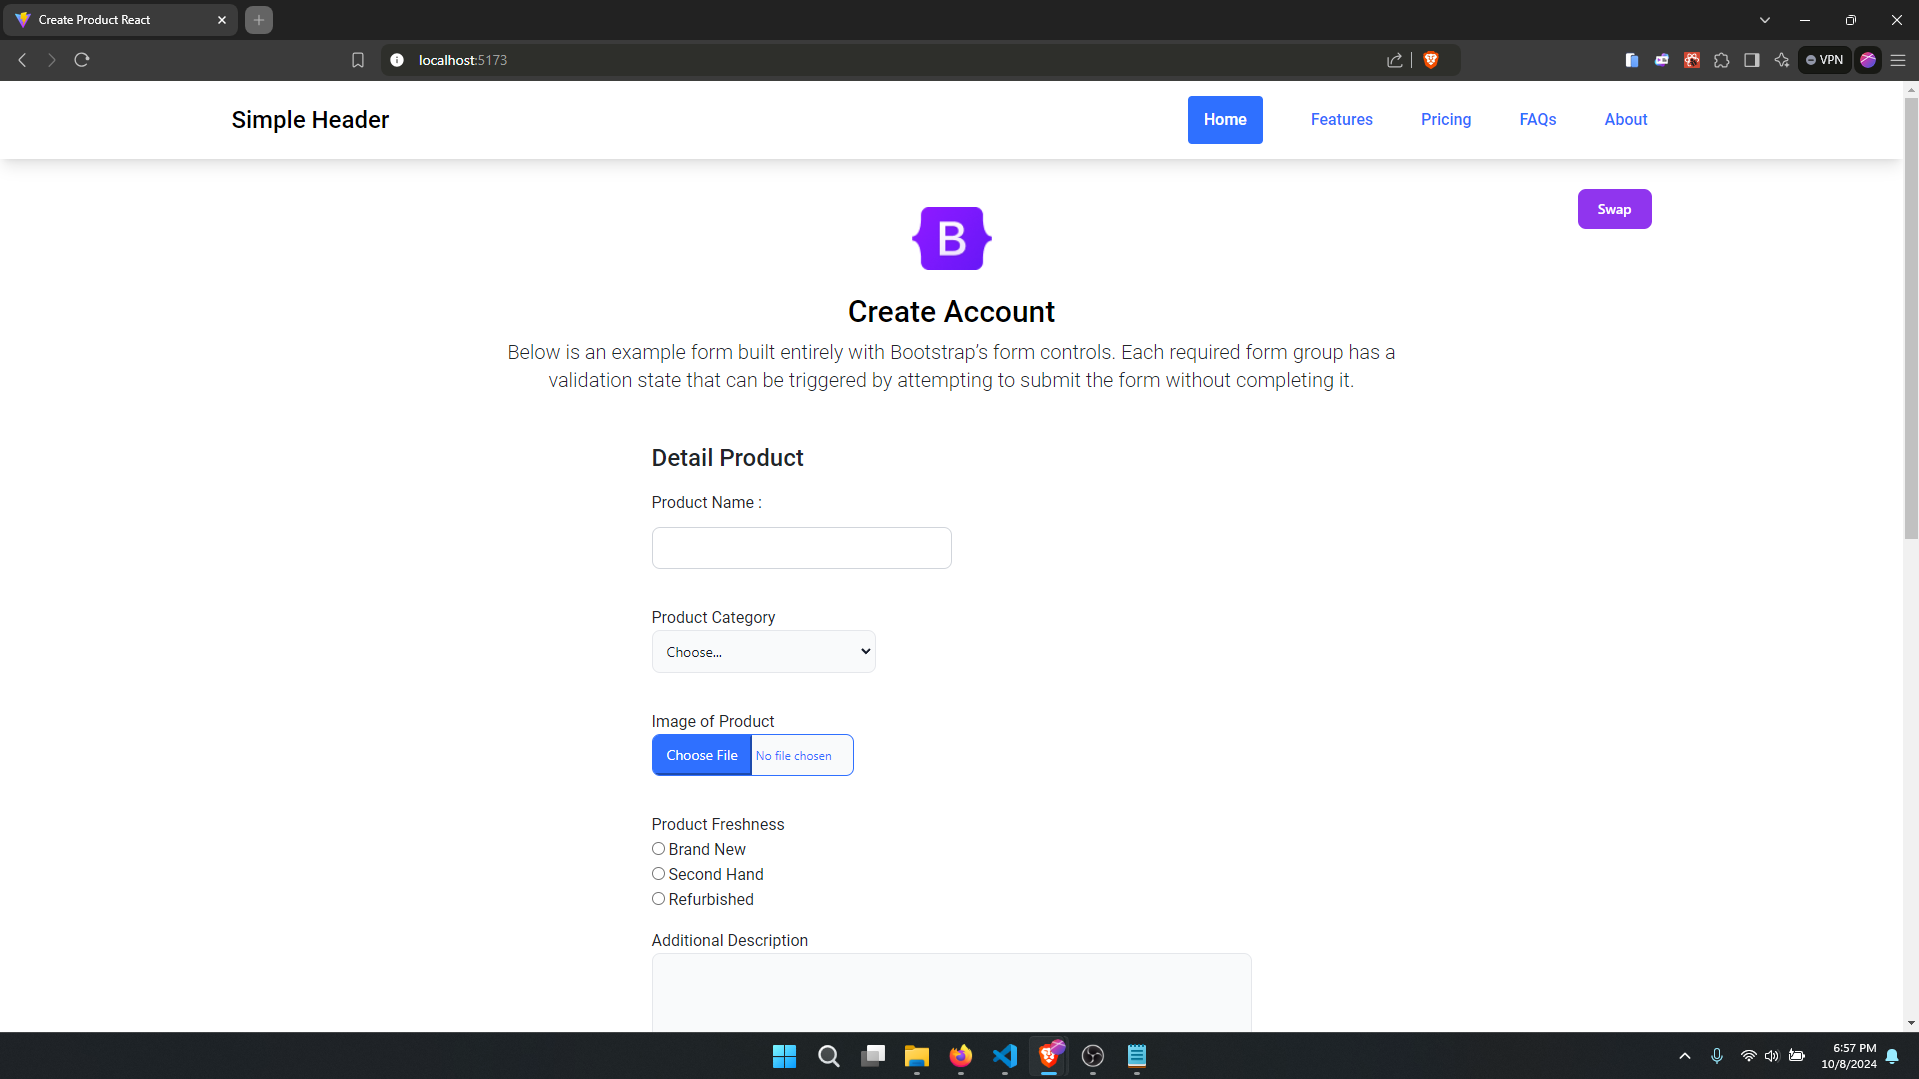 Create Product React
localhost:5173
VPN
Simple Header
Home
Features
Pricing
FAQs
About
Swap
B
Create Account
Below is an example form built entirely with Bootstrap’s form controls. Each required form group has a
validation state that can be triggered by attempting to submit the form without completing it.
Detail Product
Product Name :
Product Category
Choose...
Image of Product
Choose File
No file chosen
Product Freshness
Brand New
Second Hand
Refurbished
Additional Description
6:57 PM
10/8/2024